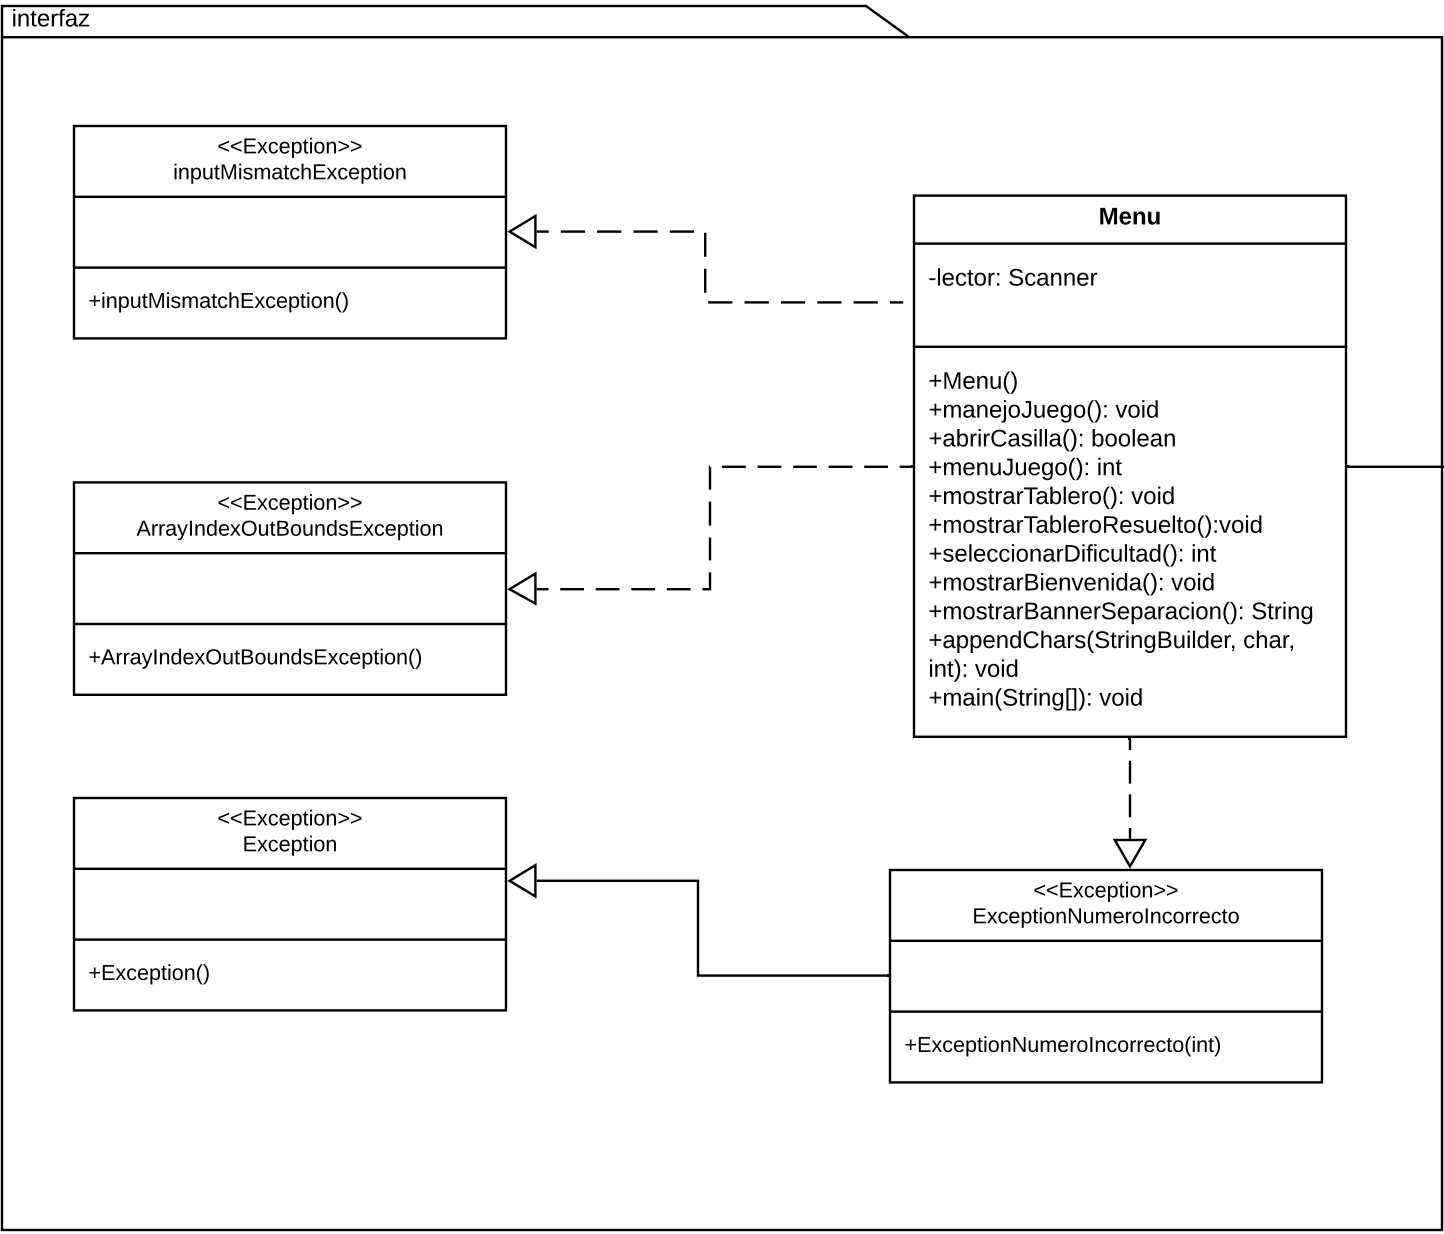 interfaz
<<Exception>>
inputMismatchException
+inputMismatchException()
<<Exception>>
ArrayIndexOutBoundsException
+ArrayIndexOutBoundsException()
<<Exception>>
Exception
+Exception()
Menu
-lector: Scanner
+Menu()
+manejoJuego(): void
+abrirCasilla(): boolean
+menuJuego(): int
+mostrarTablero(): void
+mostrarTableroResuelto():void
+seleccionarDificultad(): int
+mostrarBienvenida(): void
+mostrarBannerSeparacion(): String
+appendChars(StringBuilder, char,
int): void
+main(String[]): void
<<Exception>>
ExceptionNumeroIncorrecto
+ExceptionNumeroIncorrecto(int)